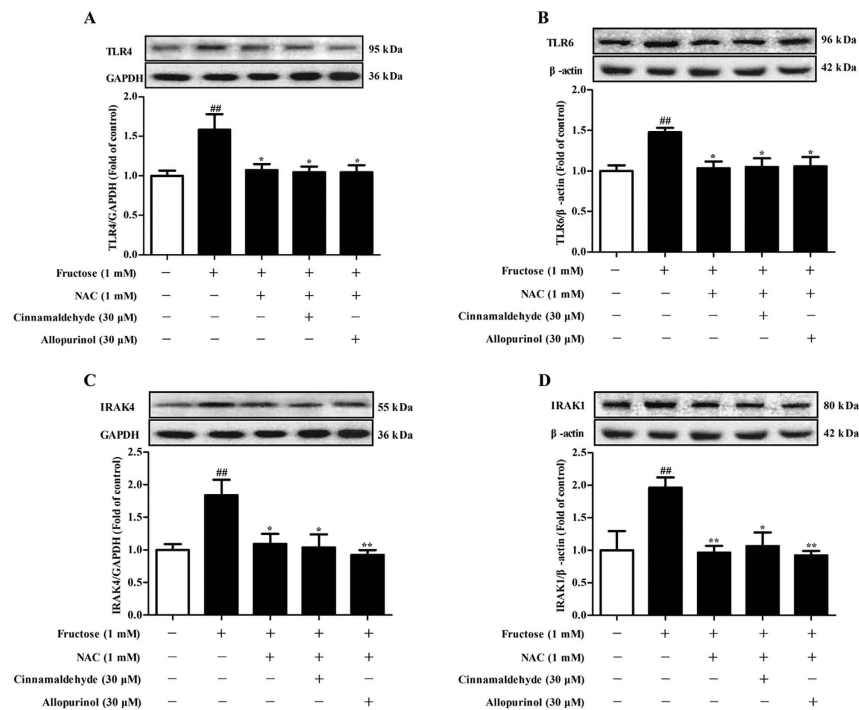 A
TLR4 95 kDa
GAPDH 36 kDa
TLR4/GAPDH (Fold of control)
2.0
1.5
1.0
0.5
0.0
##
* * *
Fructose (1 mM) − + + + +
NAC (1 mM) − − + + +
Cinnamaldehyde (30 μM) − − − + −
Allopurinol (30 μM) − − − − +
B
TLR6 96 kDa
β -actin 42 kDa
TLR6/β -actin (Fold of control)
2.0
1.5
1.0
0.5
0.0
##
* * *
Fructose (1 mM) − + + + +
NAC (1 mM) − − + + +
Cinnamaldehyde (30 μM) − − − + −
Allopurinol (30 μM) − − − − +
C
IRAK4 55 kDa
GAPDH 36 kDa
IRAK4/GAPDH (Fold of control)
2.5
2.0
1.5
1.0
0.5
0.0
##
* * **
Fructose (1 mM) − + + + +
NAC (1 mM) − − + + +
Cinnamaldehyde (30 μM) − − − + −
Allopurinol (30 μM) − − − − +
D
IRAK1 80 kDa
β -actin 42 kDa
IRAK1/β -actin (Fold of control)
2.5
2.0
1.5
1.0
0.5
0.0
##
** * **
Fructose (1 mM) − + + + +
NAC (1 mM) − − + + +
Cinnamaldehyde (30 μM) − − − + −
Allopurinol (30 μM) − − − − +